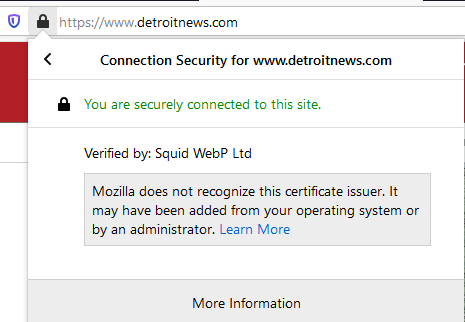 https://www.detroitnews.com
Connection Security for www.detroitnews.com
You are securely connected to this site.
Verified by: Squid WebP Ltd
Mozilla does not recognize this certificate issuer. It
may have been added from your operating system or
by an administrator. Learn More
More Information